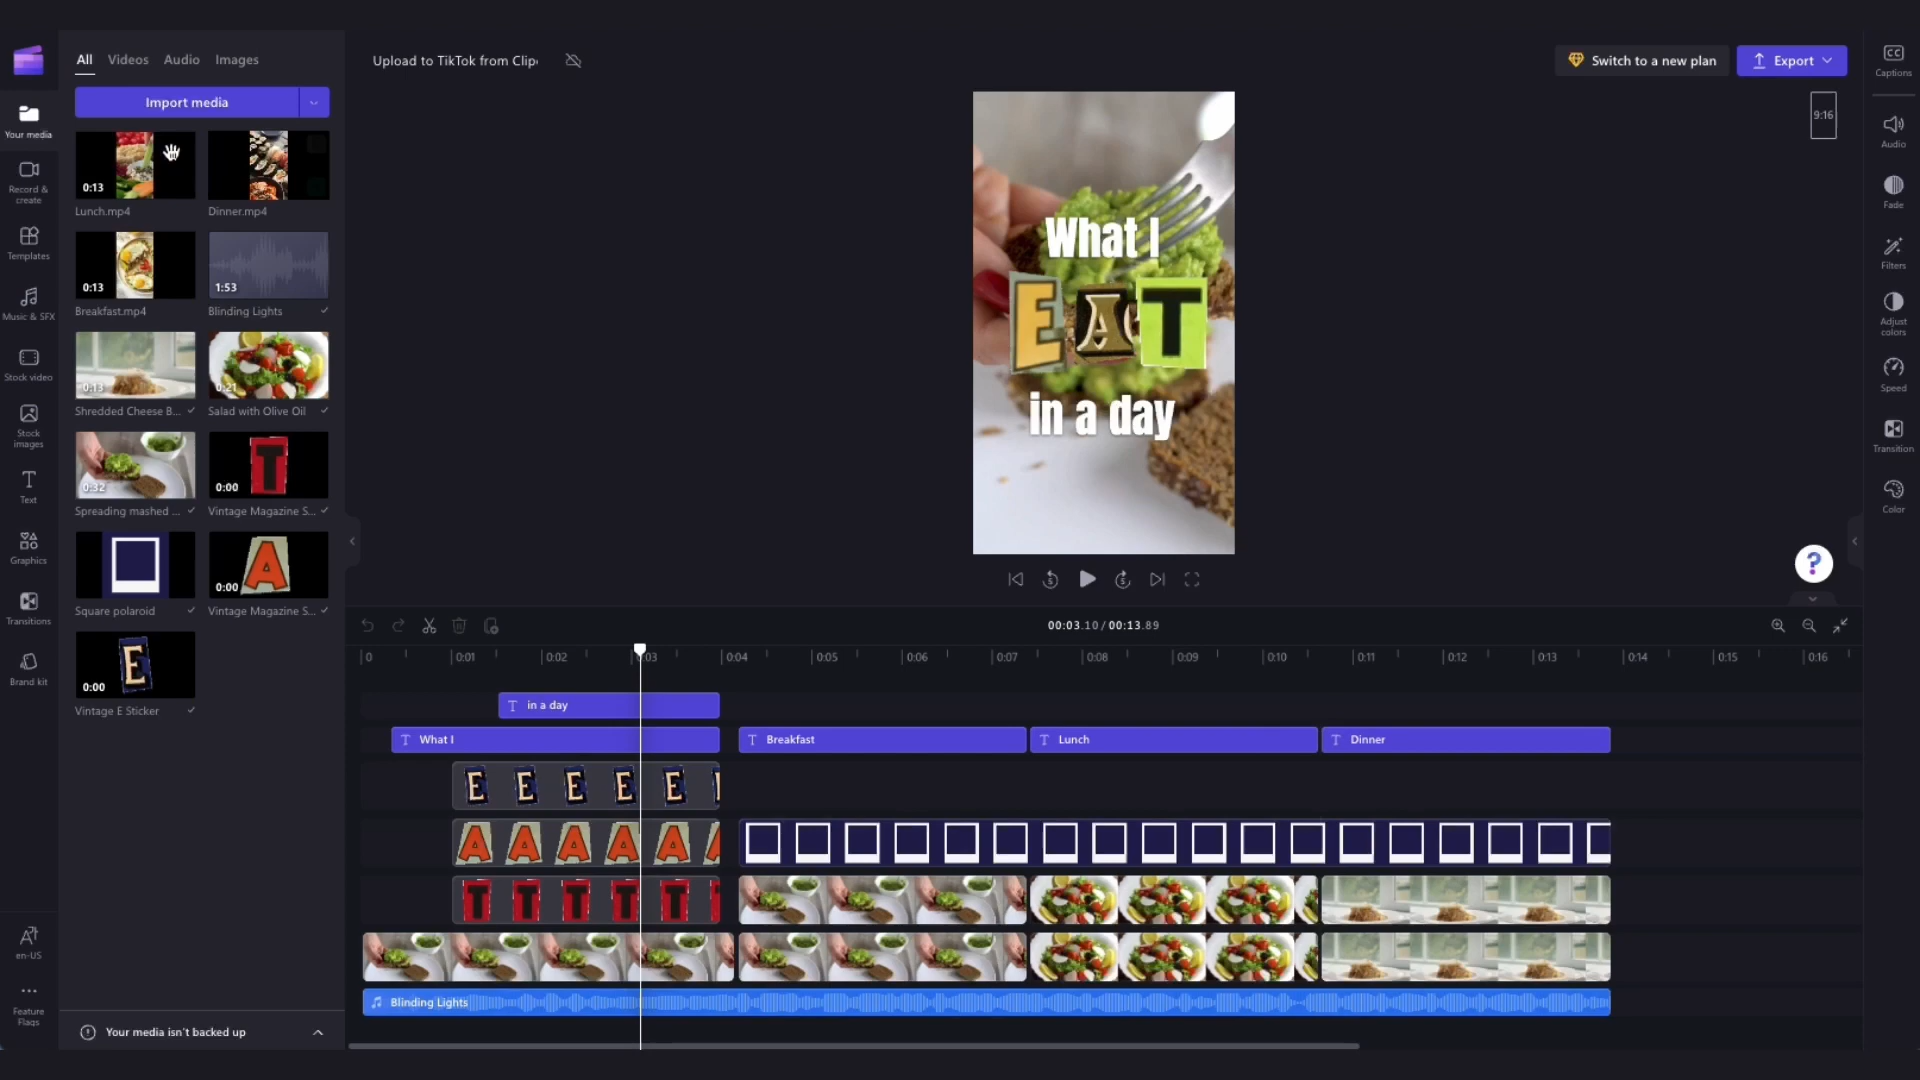 All Videos Audio Images
Upload to TikTok from Clip
Switch to a new plan
Export
Captions
Import media
Your media
9:16
Audio
Record & create
0:13
Lunch.mp4
Dinner.mp4
Fade
Templates
0:13
Breakfast.mp4
1:53
Blinding Lights
Filters
Music & SFX
What I
EAT
in a day
Adjust colors
Stock video
0:13
Shredded Cheese B...
0:21
Salad with Olive Oil
Speed
Stock images
0:32
Spreading mashed ...
T
0:00
Vintage Magazine S...
Transition
Text
Color
Graphics
Square polaroid
A
0:00
Vintage Magazine S...
5
5
?
Transitions
00:03.10 / 00:13.89
Brand kit
E
0:00
Vintage E Sticker
0 0:01 0:02 0:03 0:04 0:05 0:06 0:07 0:08 0:09 0:10 0:11 0:12 0:13 0:14 0:15 0:16
T in a day
T What I T Breakfast T Lunch T Dinner
E E E E E
A A A A A A
T T T T T T
Blinding Lights
en-US
Feature Flags
Your media isn't backed up